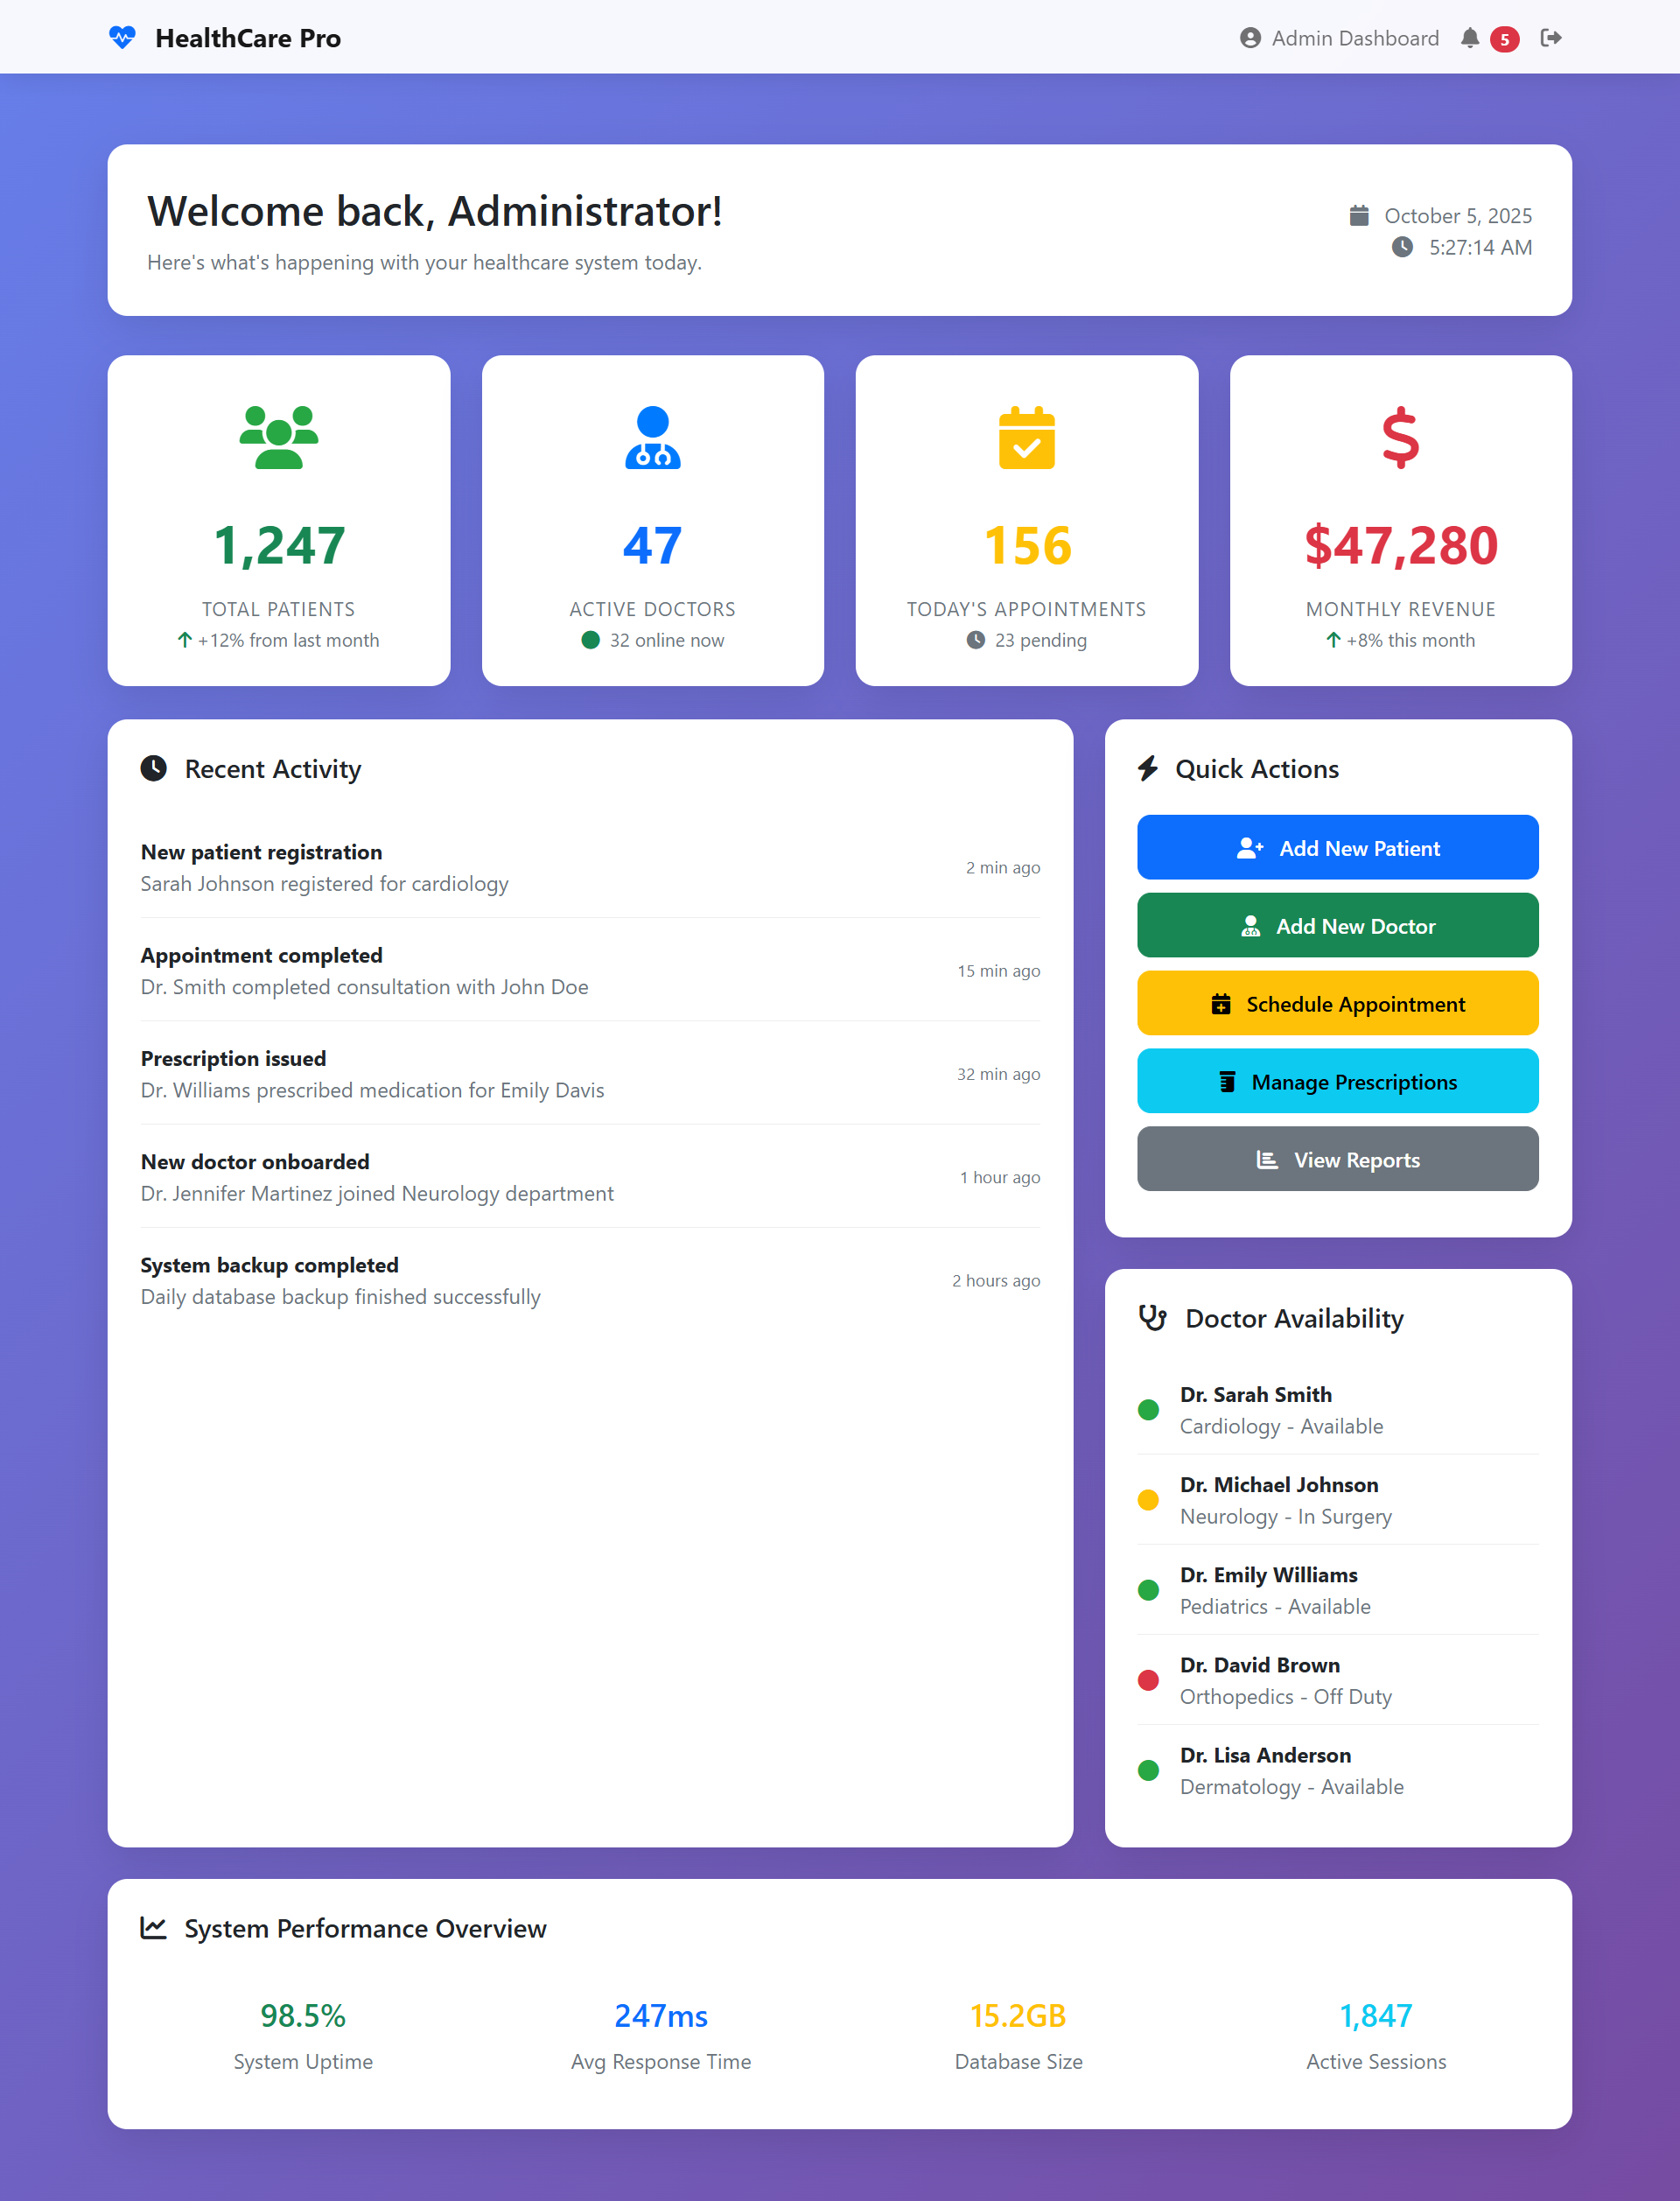 HealthCare Pro
Admin Dashboard 5
Welcome back, Administrator!
Here's what's happening with your healthcare system today.
October 5, 2025
5:27:14 AM
1,247
TOTAL PATIENTS
+12% from last month
47
ACTIVE DOCTORS
32 online now
156
TODAY'S APPOINTMENTS
23 pending
$47,280
MONTHLY REVENUE
+8% this month
Recent Activity
New patient registration
Sarah Johnson registered for cardiology
2 min ago
Appointment completed
Dr. Smith completed consultation with John Doe
15 min ago
Prescription issued
Dr. Williams prescribed medication for Emily Davis
32 min ago
New doctor onboarded
Dr. Jennifer Martinez joined Neurology department
1 hour ago
System backup completed
Daily database backup finished successfully
2 hours ago
Quick Actions
Add New Patient
Add New Doctor
Schedule Appointment
Manage Prescriptions
View Reports
Doctor Availability
Dr. Sarah Smith
Cardiology - Available
Dr. Michael Johnson
Neurology - In Surgery
Dr. Emily Williams
Pediatrics - Available
Dr. David Brown
Orthopedics - Off Duty
Dr. Lisa Anderson
Dermatology - Available
System Performance Overview
98.5%
System Uptime
247ms
Avg Response Time
15.2GB
Database Size
1,847
Active Sessions